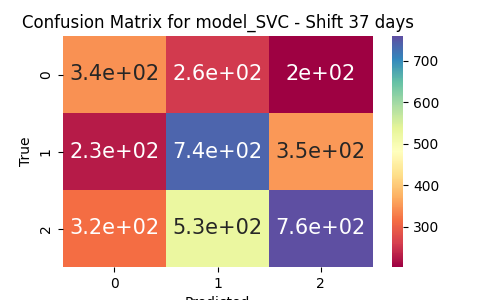 Confusion Matrix for model_SVC - Shift 37 days
0 3.4e+02 2.6e+02 2e+02
1 2.3e+02 7.4e+02 3.5e+02
2 3.2e+02 5.3e+02 7.6e+02
0 1 2
True
Predicted
700
600
500
400
300